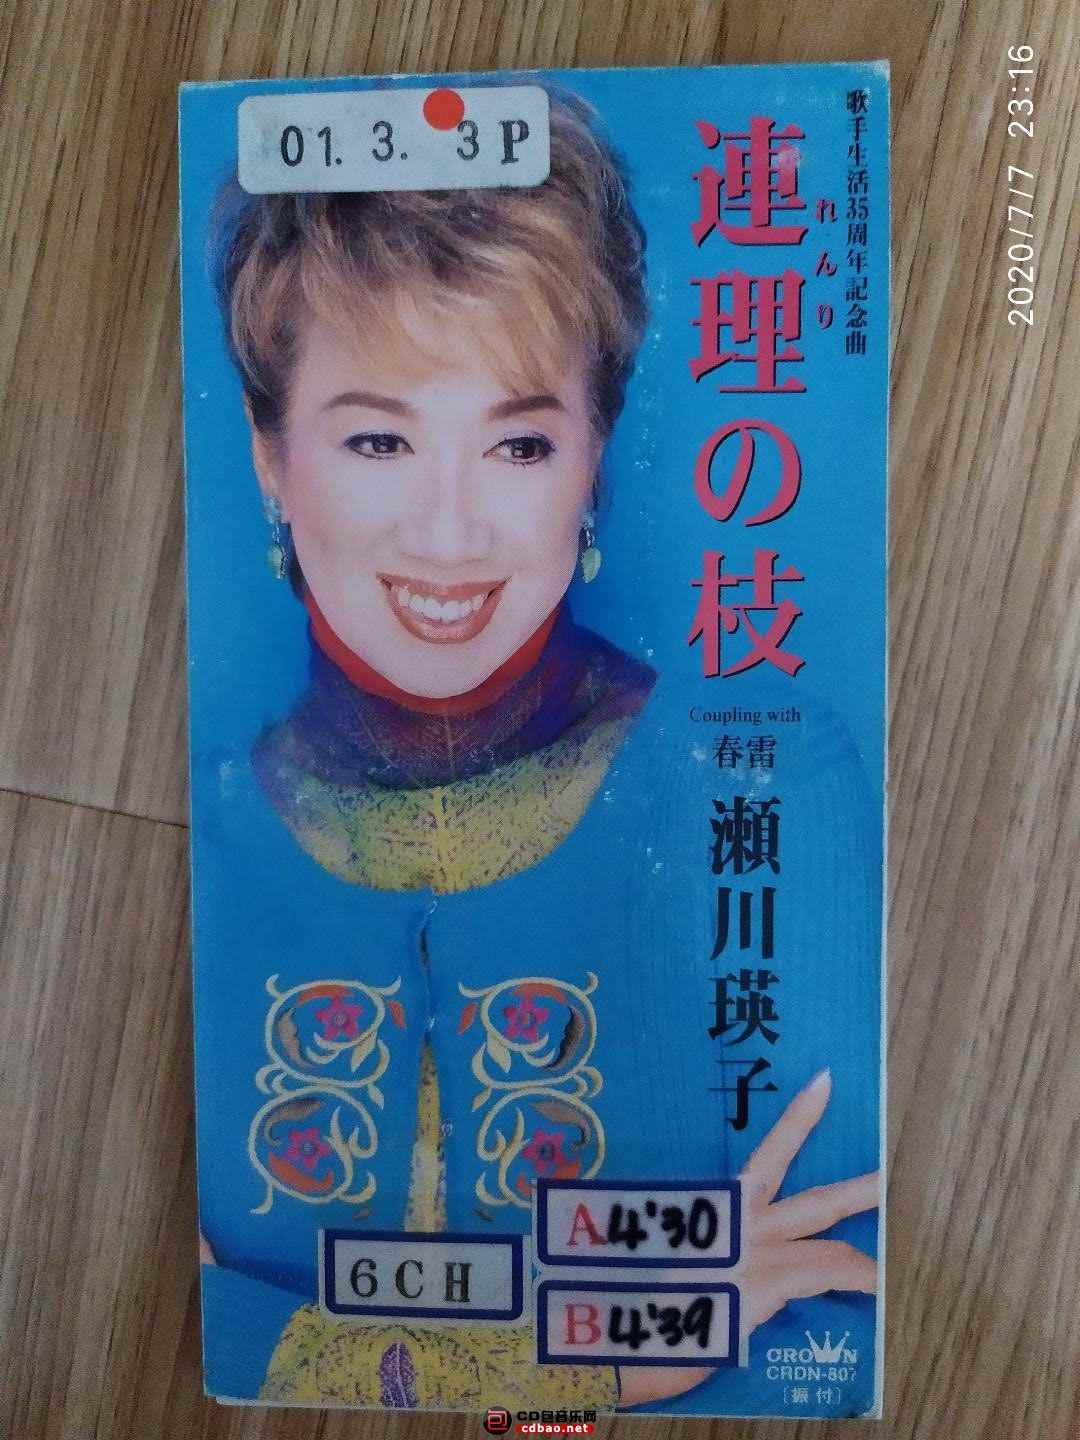 2020/7/7 23:16
01. 3. 3 P
歌手生活35周年記念曲
連理の枝
れんり
Coupling with
春雷
瀬川瑛子
A4'30
6CH
B4'39
CROWN
CRDN-807
〔振付〕
CD包音乐网
cdbao.net